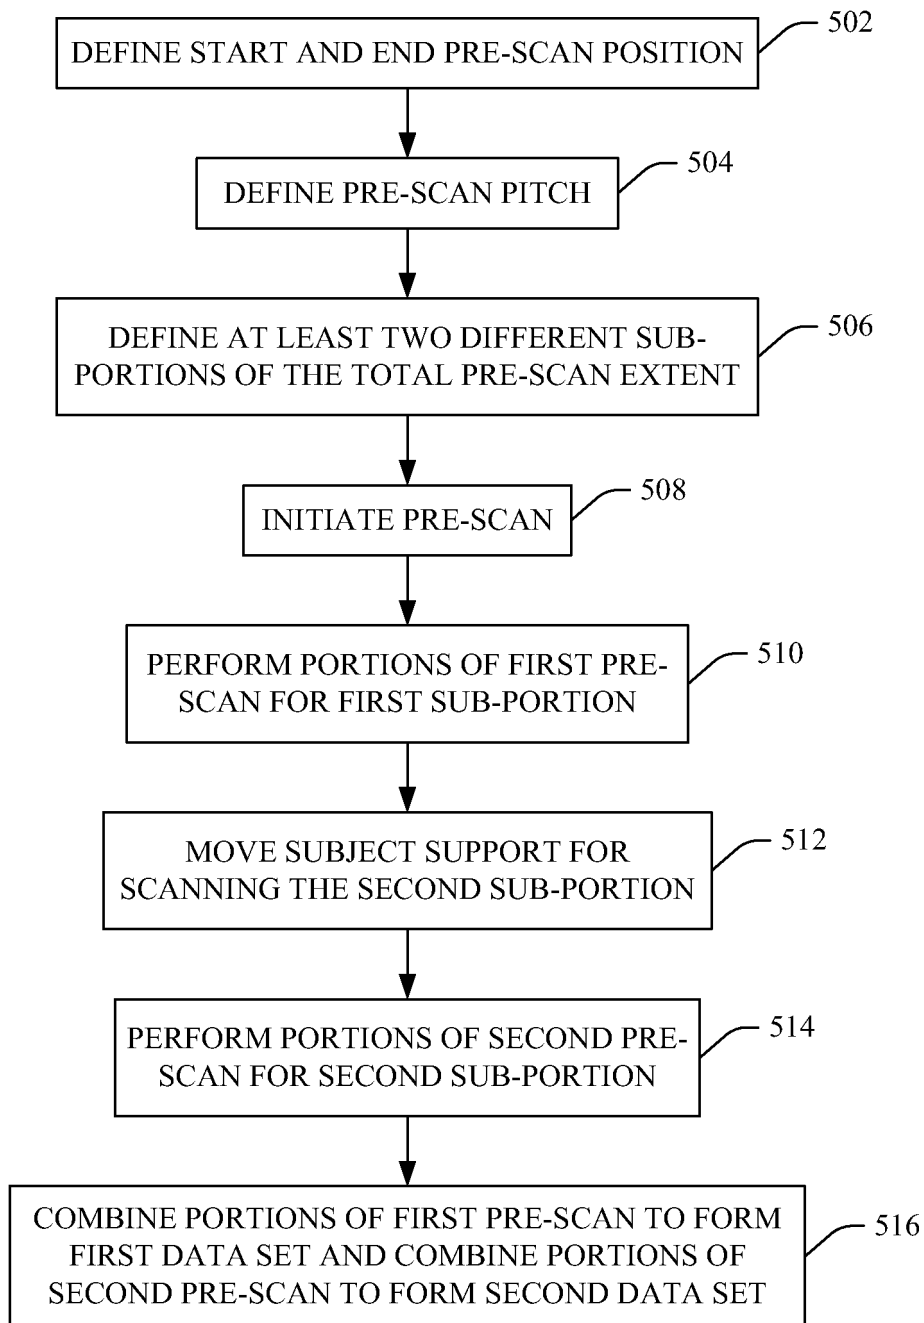 DEFINE START AND END PRE-SCAN POSITION
502
DEFINE PRE-SCAN PITCH
504
DEFINE AT LEAST TWO DIFFERENT SUB-
PORTIONS OF THE TOTAL PRE-SCAN EXTENT
506
INITIATE PRE-SCAN
508
PERFORM PORTIONS OF FIRST PRE-
SCAN FOR FIRST SUB-PORTION
510
MOVE SUBJECT SUPPORT FOR
SCANNING THE SECOND SUB-PORTION
512
PERFORM PORTIONS OF SECOND PRE-
SCAN FOR SECOND SUB-PORTION
514
COMBINE PORTIONS OF FIRST PRE-SCAN TO FORM
FIRST DATA SET AND COMBINE PORTIONS OF
SECOND PRE-SCAN TO FORM SECOND DATA SET
516